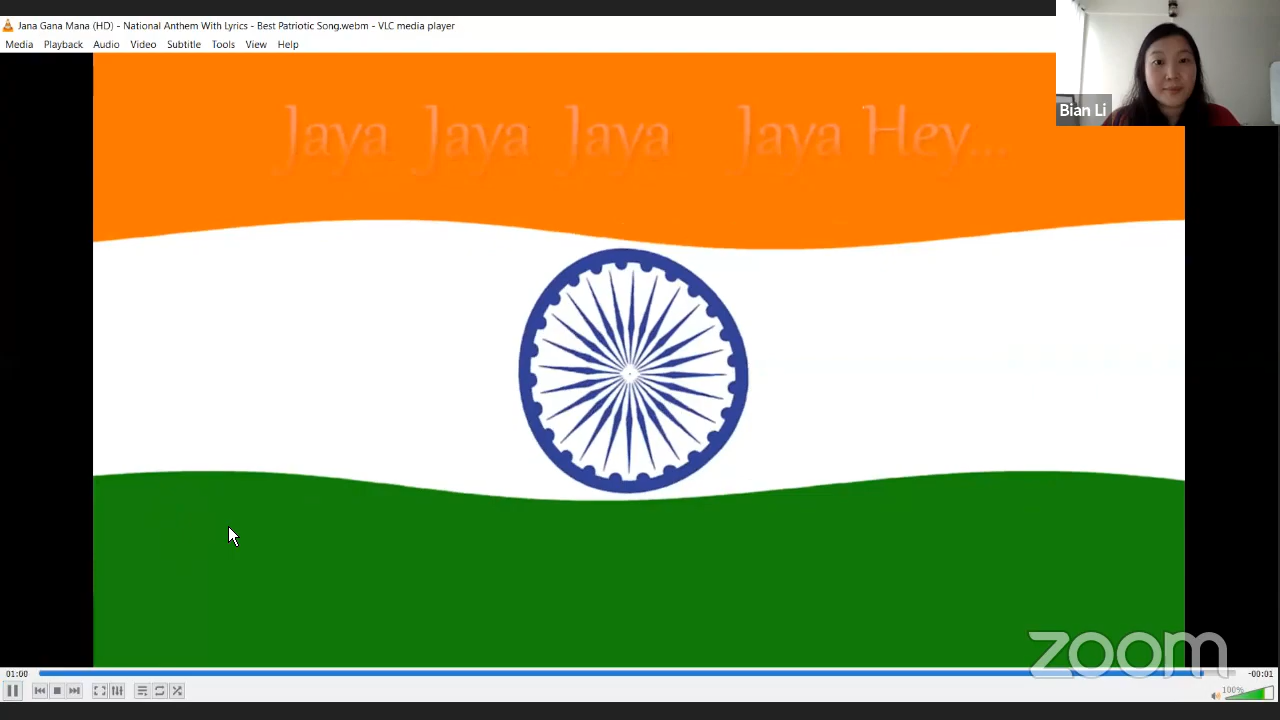 Jana Gana Mana (HD) - National Anthem With Lyrics - Best Patriotic Song.webm - VLC media player
Media Playback Audio Video Subtitle Tools View Help
Bian Li
Jaya Jaya Jaya Jaya Hey...
zoom
01:00
-00:01
100%